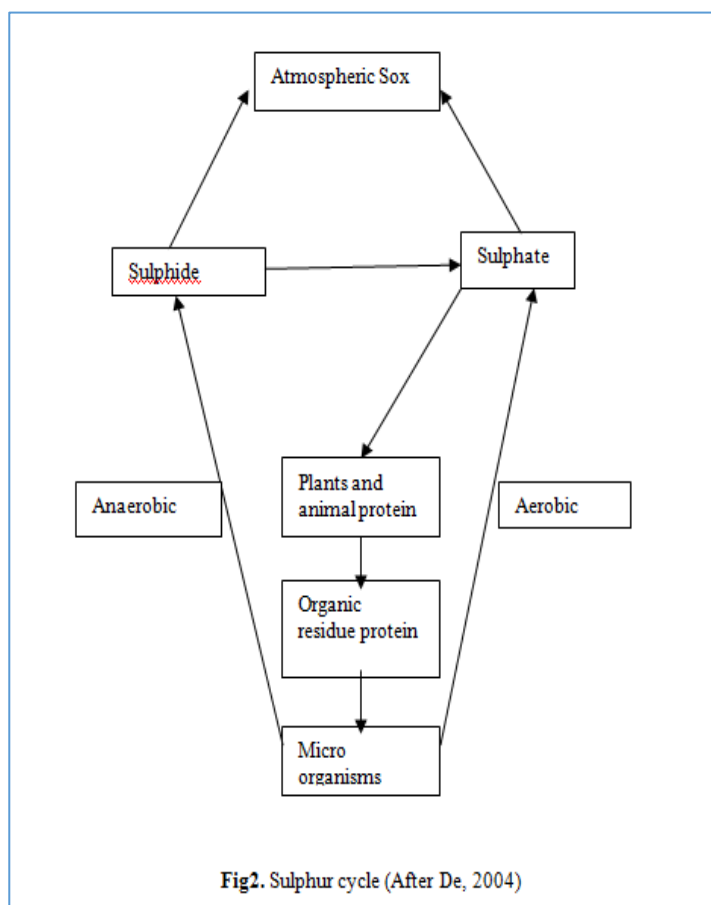 Atmospheric Sox
Sulphide
Sulphate
Plants and
animal protein
Anaerobic
Aerobic
Organic
residue protein
Micro
organisms
Fig2. Sulphur cycle (After De, 2004)